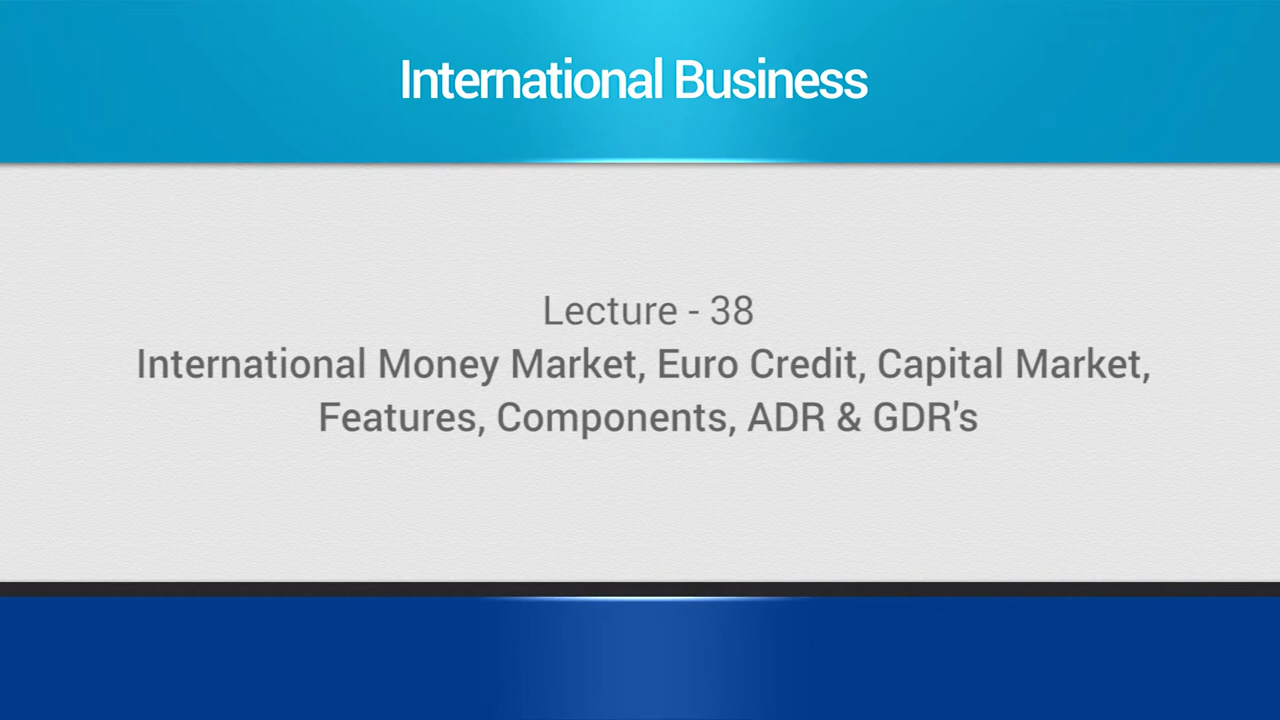 International Business
Lecture - 38
International Money Market, Euro Credit, Capital Market,
Features, Components, ADR & GDR's